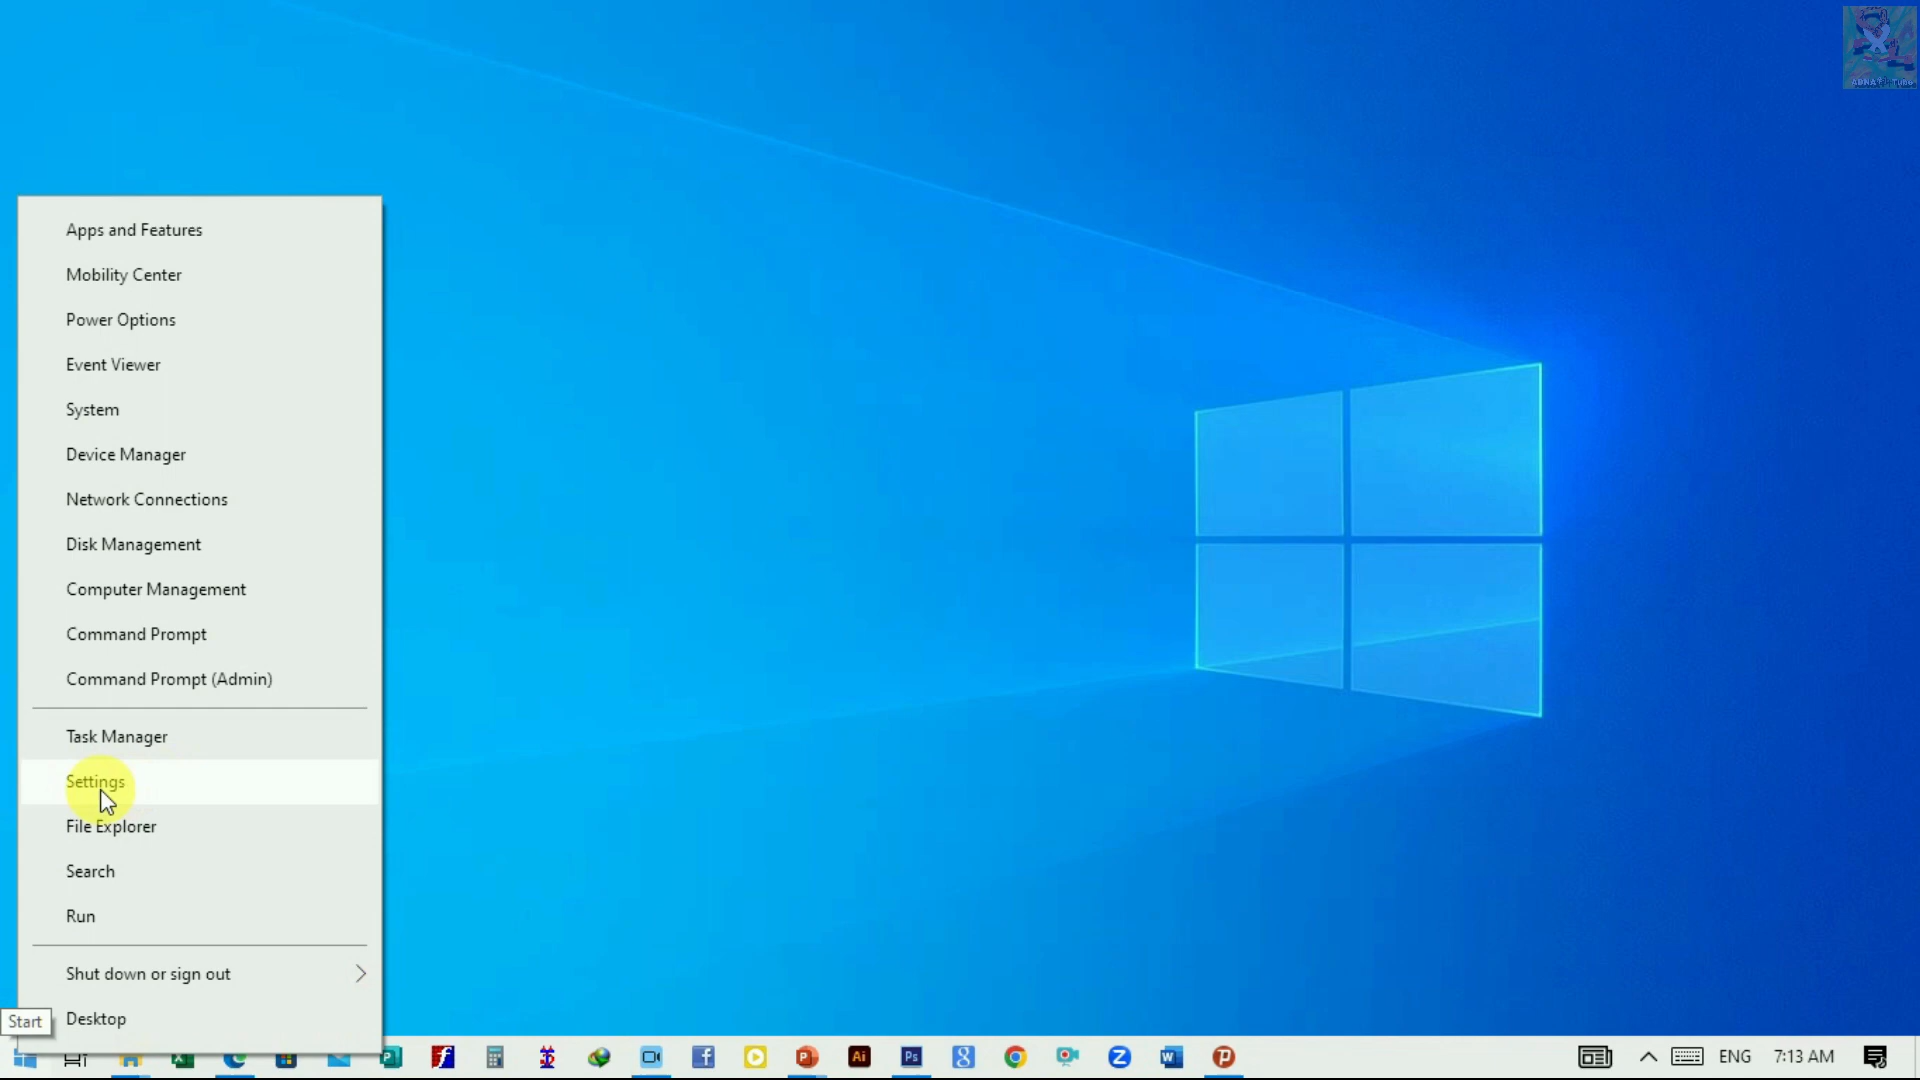 Apps and Features
Mobility Center
Power Options
Event Viewer
System
Device Manager
Network Connections
Disk Management
Computer Management
Command Prompt
Command Prompt (Admin)
Task Manager
Settings
File Explorer
Search
Run
Shut down or sign out
Desktop
Start
ENG
7:13 AM